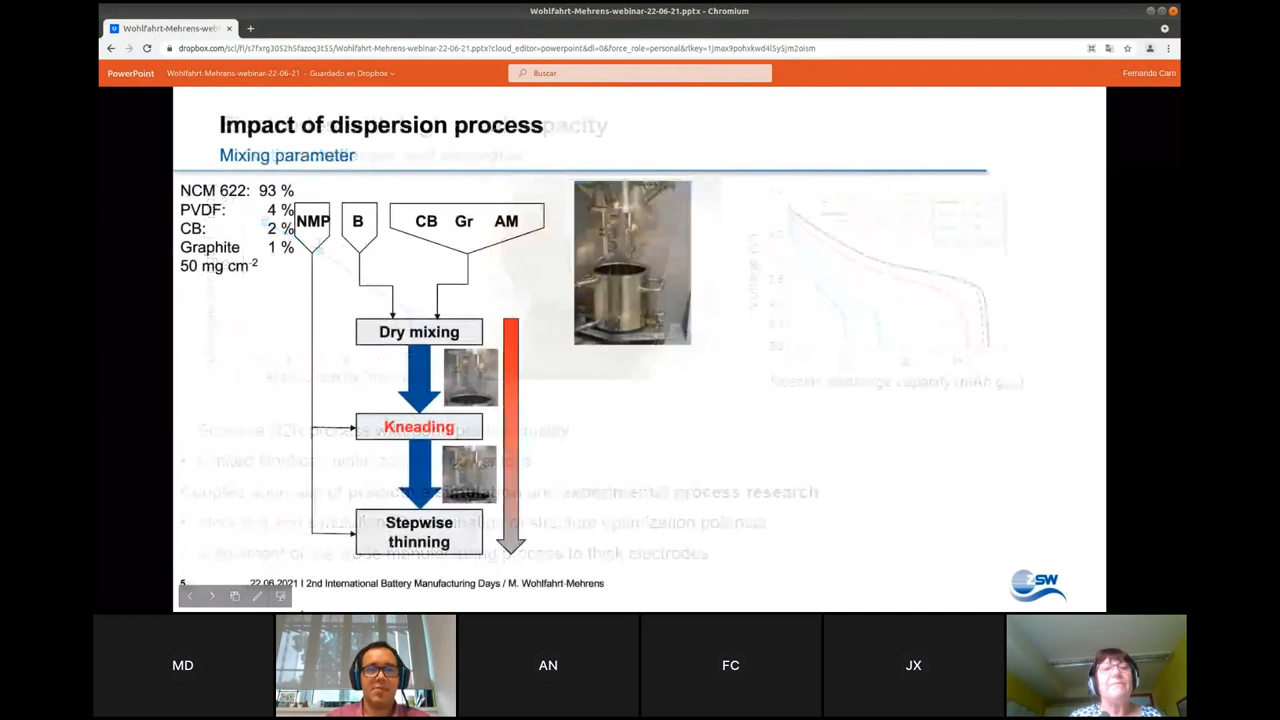 Wohlfahrt-Mehrens-webinar-22-06-21.pptx - Chromium
Wohlfahrt-Mehrens-web
dropbox.com/scl/fi/s7fxrg3052h5fazoq3t55/Wohlfahrt-Mehrens-webinar-22-06-21.pptx?cloud_editor=powerpoint&dl=0&force_role=personal&rlkey=1jmax9pohxkwd4l5y5jm2oism
PowerPoint Wohlfahrt-Mehrens-webinar-22-06-21 - Guardado en Dropbox
Buscar
Fernando Caro
Impact of dispersion process
Mixing parameter
NCM 622: 93 %
PVDF: 4 %
CB: 2 %
Graphite 1 %
50 mg cm-2
NMP B CB Gr AM
Dry mixing
Kneading
Stepwise
thinning
5 22.06.2021 | 2nd International Battery Manufacturing Days / M. Wohlfahrt-Mehrens
ZSW
MD
AN
FC
JX